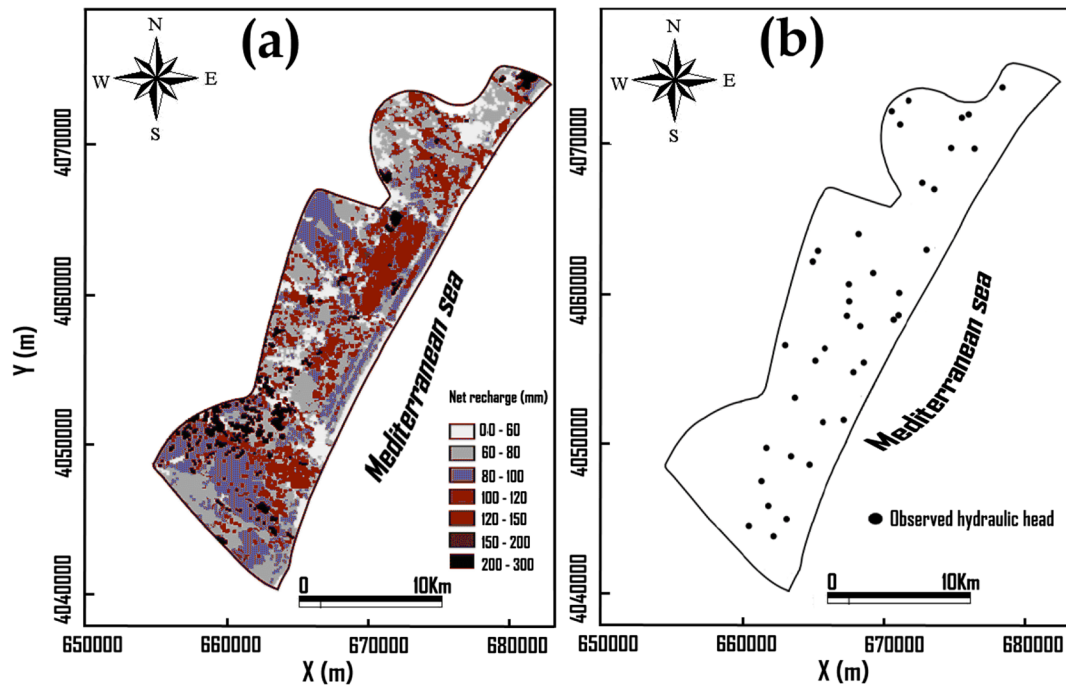 (a)
N
W E
S
4070000
4060000
4050000
4040000
Y (m)
Mediterranean sea
Net recharge (mm)
0.0 - 60
60 - 80
80 - 100
100 - 120
120 - 150
150 - 200
200 - 300
0 10Km
650000 660000 670000 680000
X (m)
(b)
N
W E
S
4070000
4060000
4050000
4040000
Mediterranean sea
Observed hydraulic head
0 10Km
650000 660000 670000 680000
X (m)